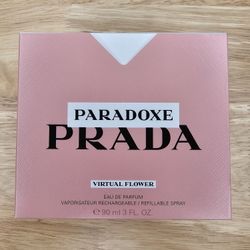 PARADOXE
PRADA
VIRTUAL FLOWER
EAU DE PARFUM
VAPORISATEUR RECHARGEABLE / REFILLABLE SPRAY
℮ 90 ml 3 FL. OZ